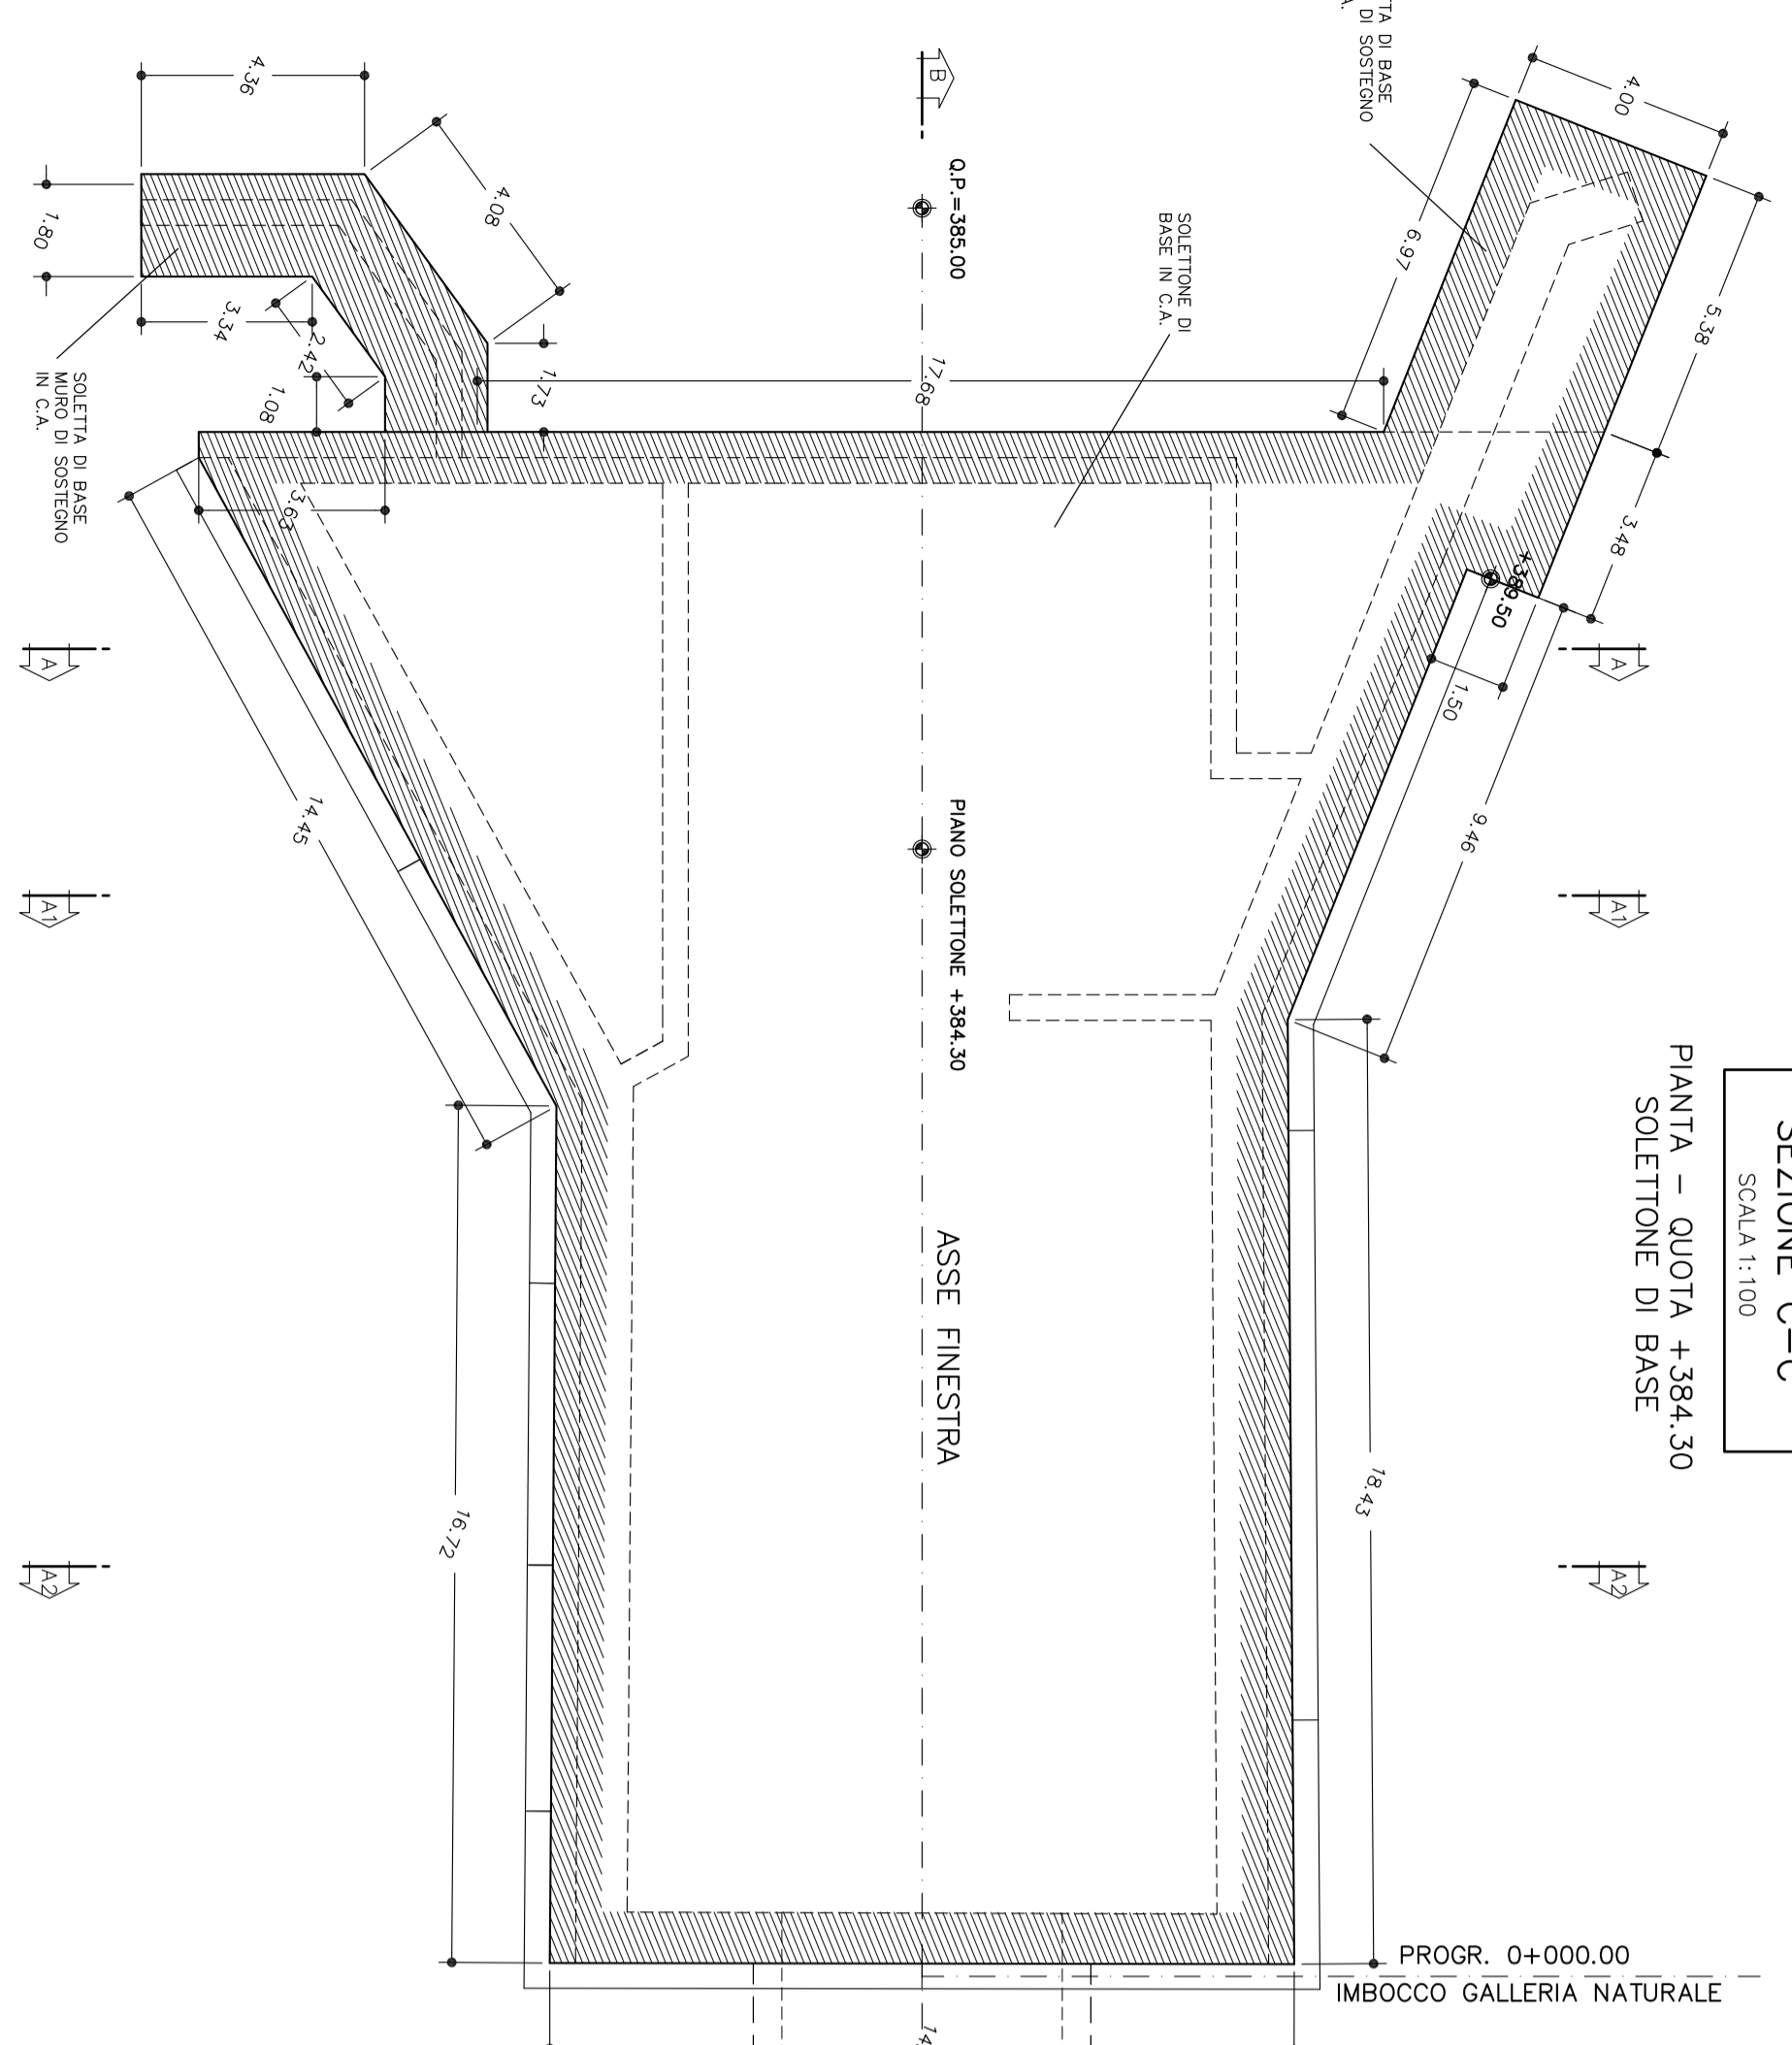 SEZIONE C-C
SCALA 1:100
PIANTA - QUOTA +384.30
SOLETTONE DI BASE
DI BASE
DI SOSTEGNO
4.00
5.38
6.97
3.48
+389.50
1.50
9.46
18.43
SOLETTONE DI
BASE IN C.A.
B
Q.P.=385.00
17.68
PIANO SOLETTONE +384.30
ASSE FINESTRA
4.36
4.08
1.80
3.34
2.42
1.08
1.73
3.63
SOLETTA DI BASE
MURO DI SOSTEGNO
IN C.A.
14.45
16.72
A
A
A1
A1
A2
A2
PROGR. 0+000.00
IMBOCCO GALLERIA NATURALE